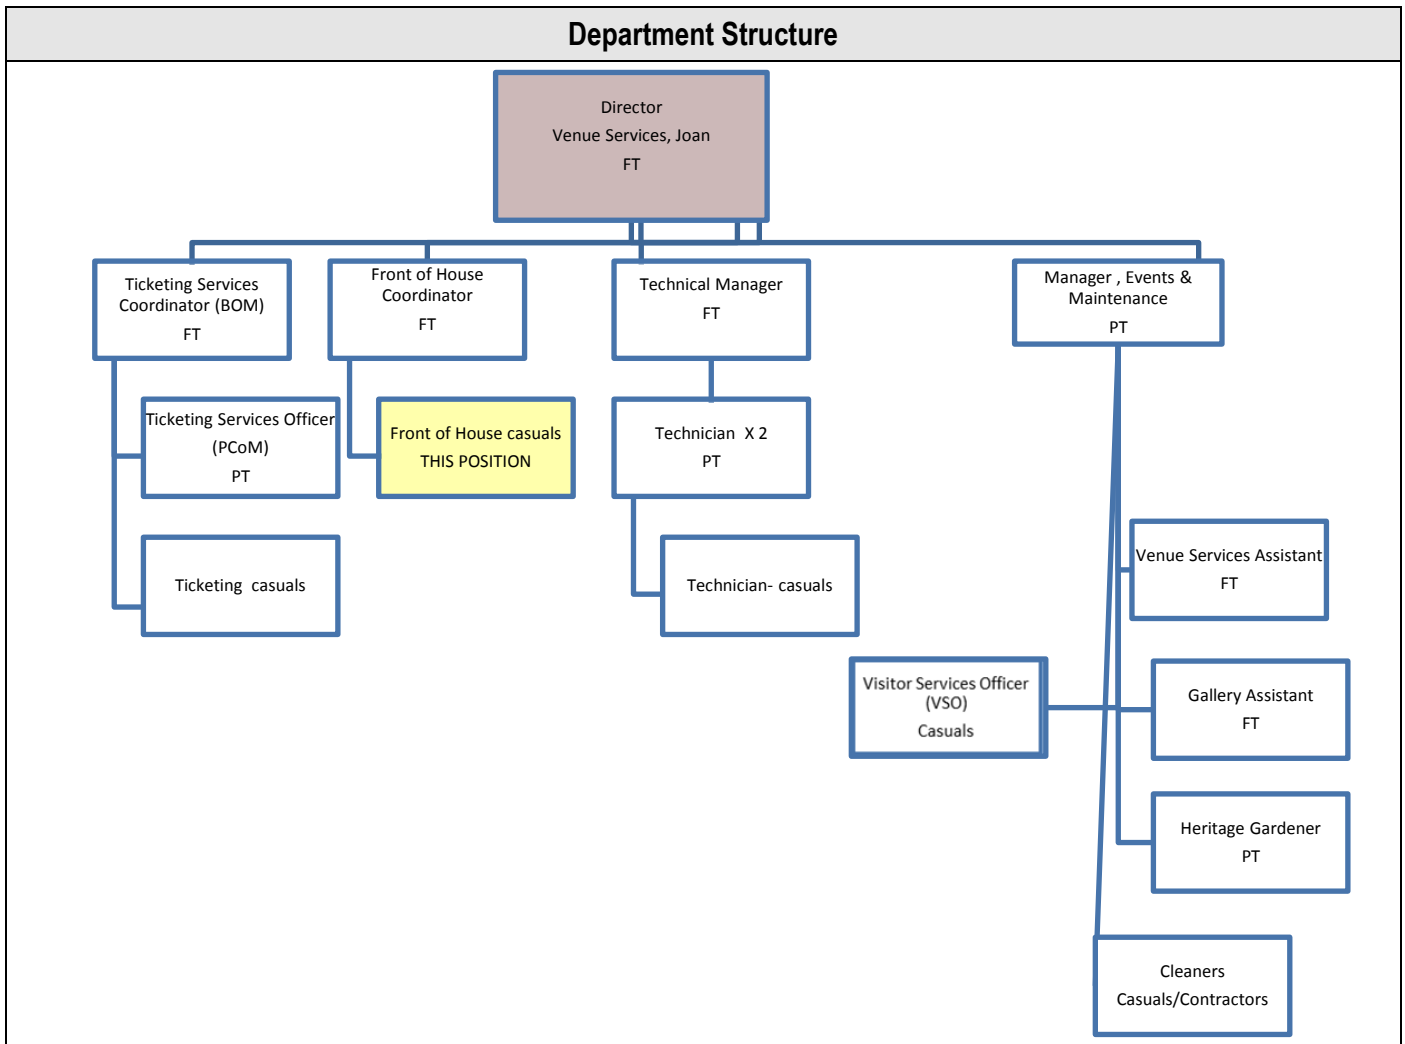 Department Structure
Director
Venue Services, Joan
FT
Ticketing Services
Coordinator (BOM)
FT
Front of House
Coordinator
FT
Technical Manager
FT
Manager , Events &
Maintenance
PT
Ticketing Services Officer
(PCoM)
PT
Front of House casuals
THIS POSITION
Technician X 2
PT
Ticketing casuals
Technician- casuals
Venue Services Assistant
FT
Visitor Services Officer
(VSO)
Casuals
Gallery Assistant
FT
Heritage Gardener
PT
Cleaners
Casuals/Contractors